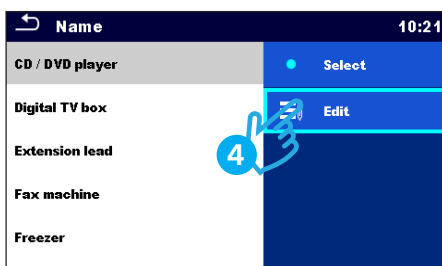 Name 10:21
CD / DVD player
Select
Digital TV box
Edit
Extension lead
4
Fax machine
Freezer